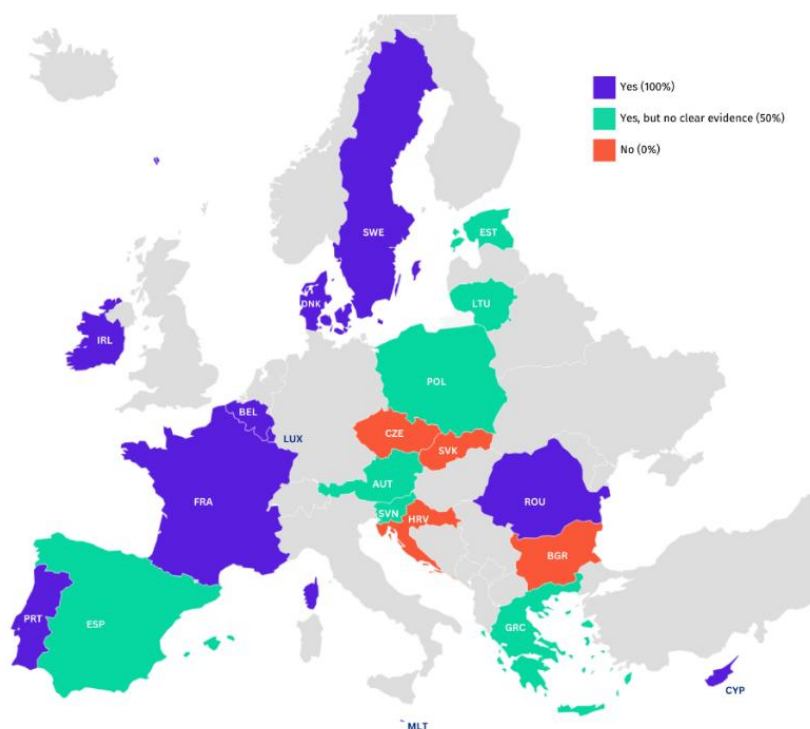 Yes (100%)
Yes, but no clear evidence (50%)
No (0%)
SWE
EST
DNK
LTU
IRL
POL
BEL
LUX
CZE
SVK
AUT
FRA
ROU
SVN
HRV
BGR
PRT
ESP
GRC
CYP
MLT